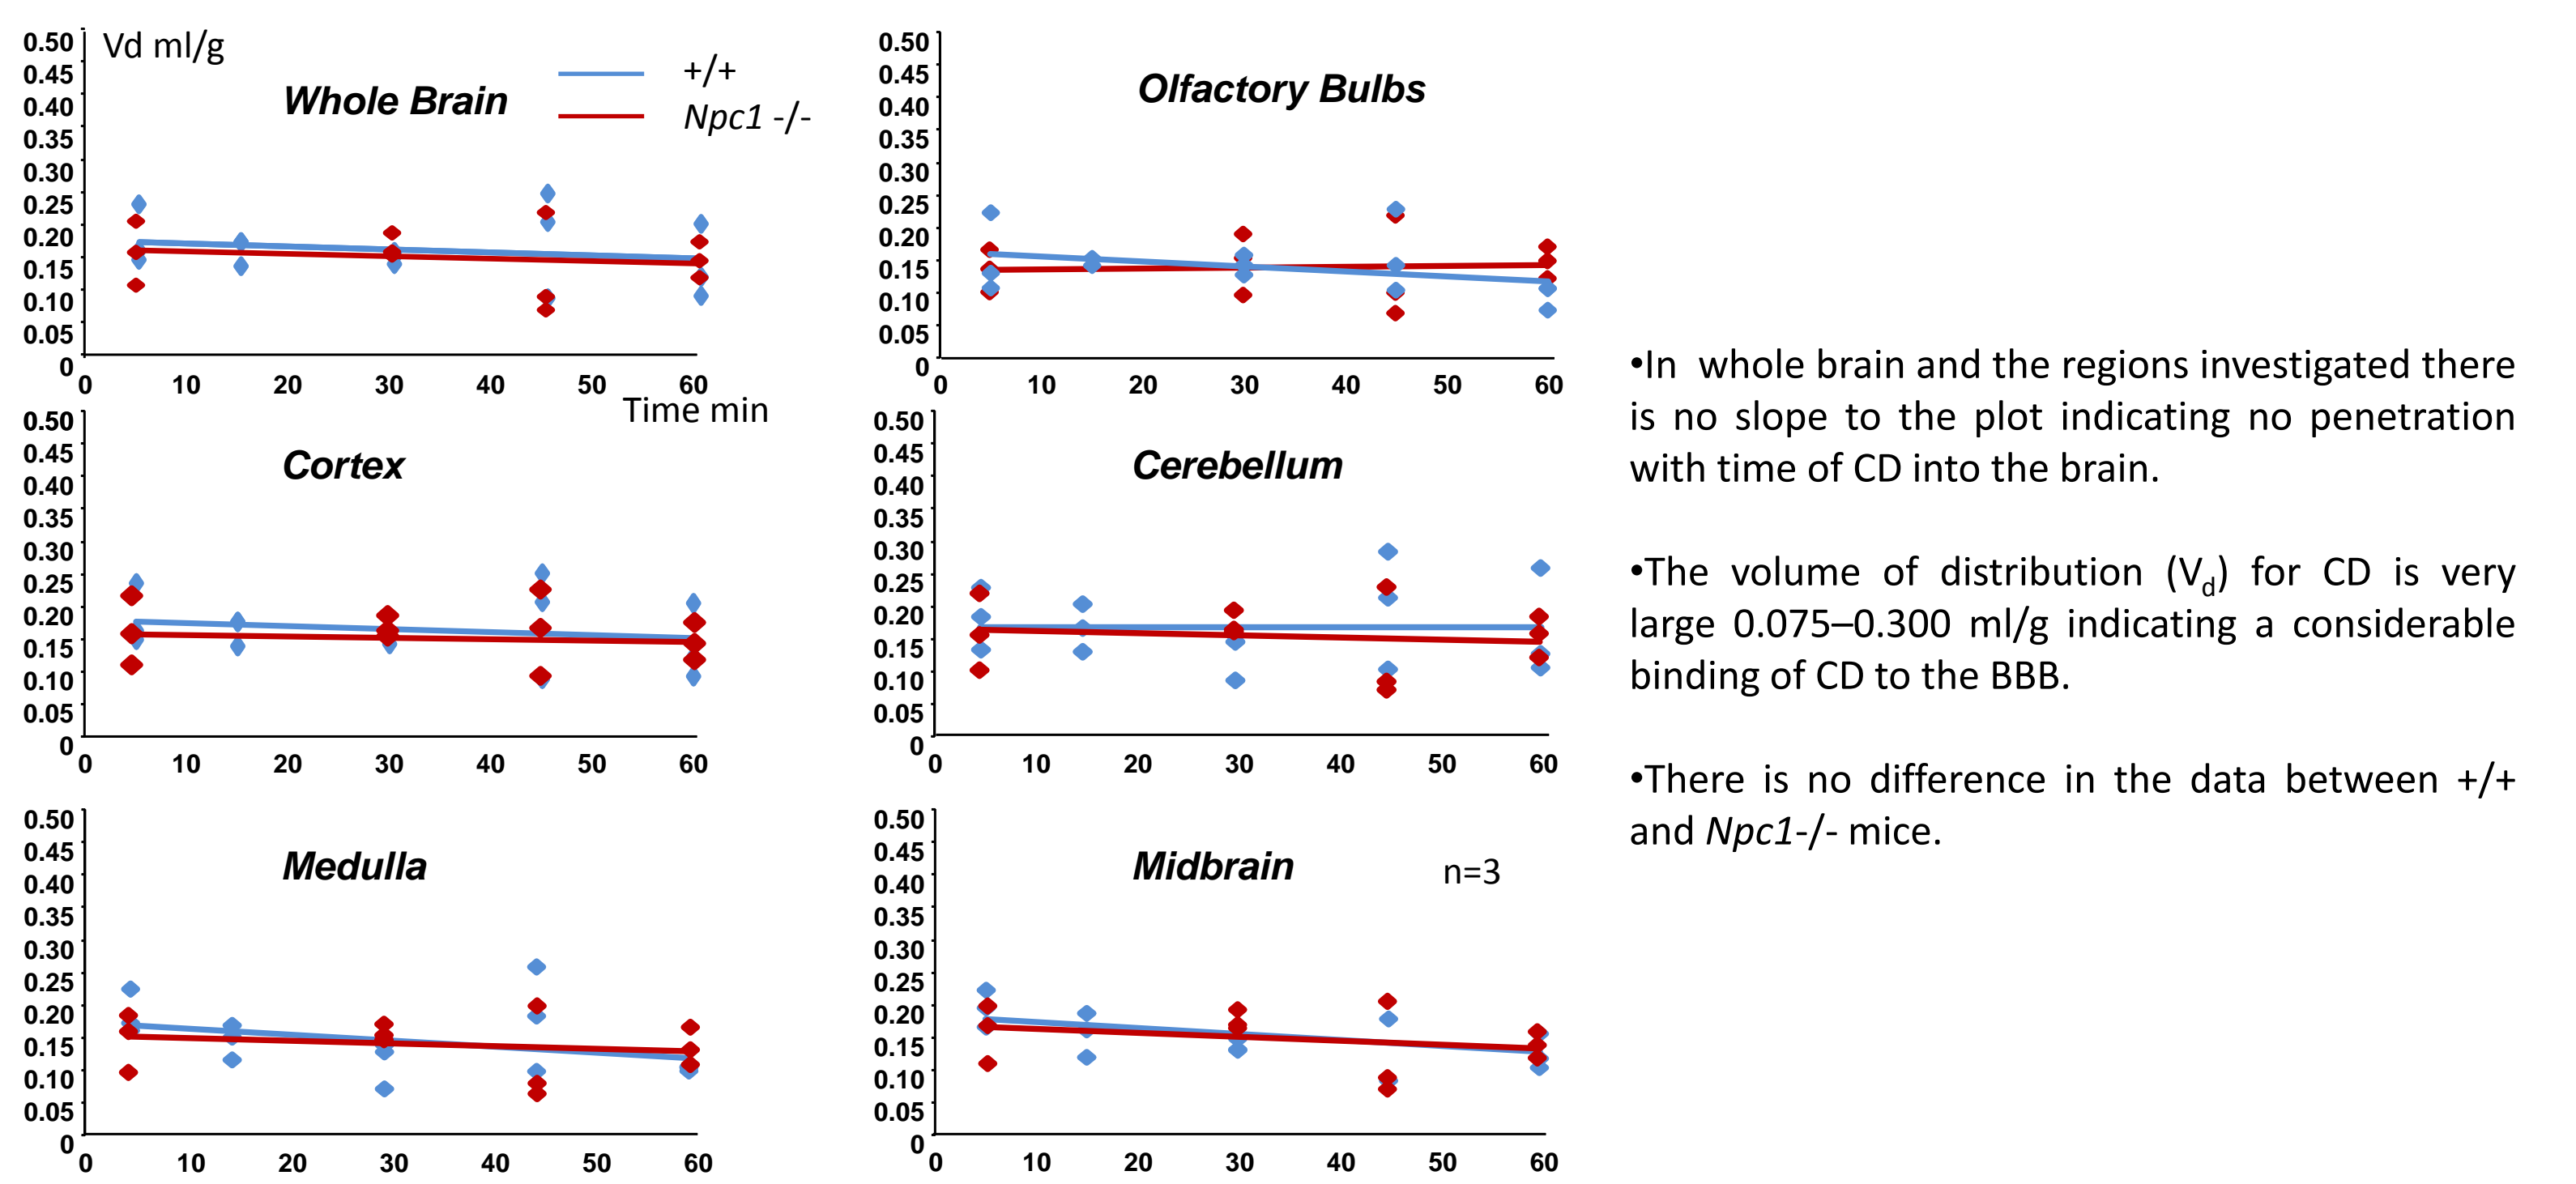 Vd ml/g
+/+
Npc1 -/-
Whole Brain
0.50
0.45
0.40
0.35
0.30
0.25
0.20
0.15
0.10
0.05
0
0 10 20 30 40 50 60
Time min
Olfactory Bulbs
0.50
0.45
0.40
0.35
0.30
0.25
0.20
0.15
0.10
0.05
0
0 10 20 30 40 50 60
Cortex
0.50
0.45
0.40
0.35
0.30
0.25
0.20
0.15
0.10
0.05
0
0 10 20 30 40 50 60
Cerebellum
0.50
0.45
0.40
0.35
0.30
0.25
0.20
0.15
0.10
0.05
0
0 10 20 30 40 50 60
Medulla
0.50
0.45
0.40
0.35
0.30
0.25
0.20
0.15
0.10
0.05
0
0 10 20 30 40 50 60
Midbrain
n=3
0.50
0.45
0.40
0.35
0.30
0.25
0.20
0.15
0.10
0.05
0
0 10 20 30 40 50 60
•In whole brain and the regions investigated there
is no slope to the plot indicating no penetration
with time of CD into the brain.
•The volume of distribution (Vd) for CD is very
large 0.075–0.300 ml/g indicating a considerable
binding of CD to the BBB.
•There is no difference in the data between +/+
and Npc1-/- mice.